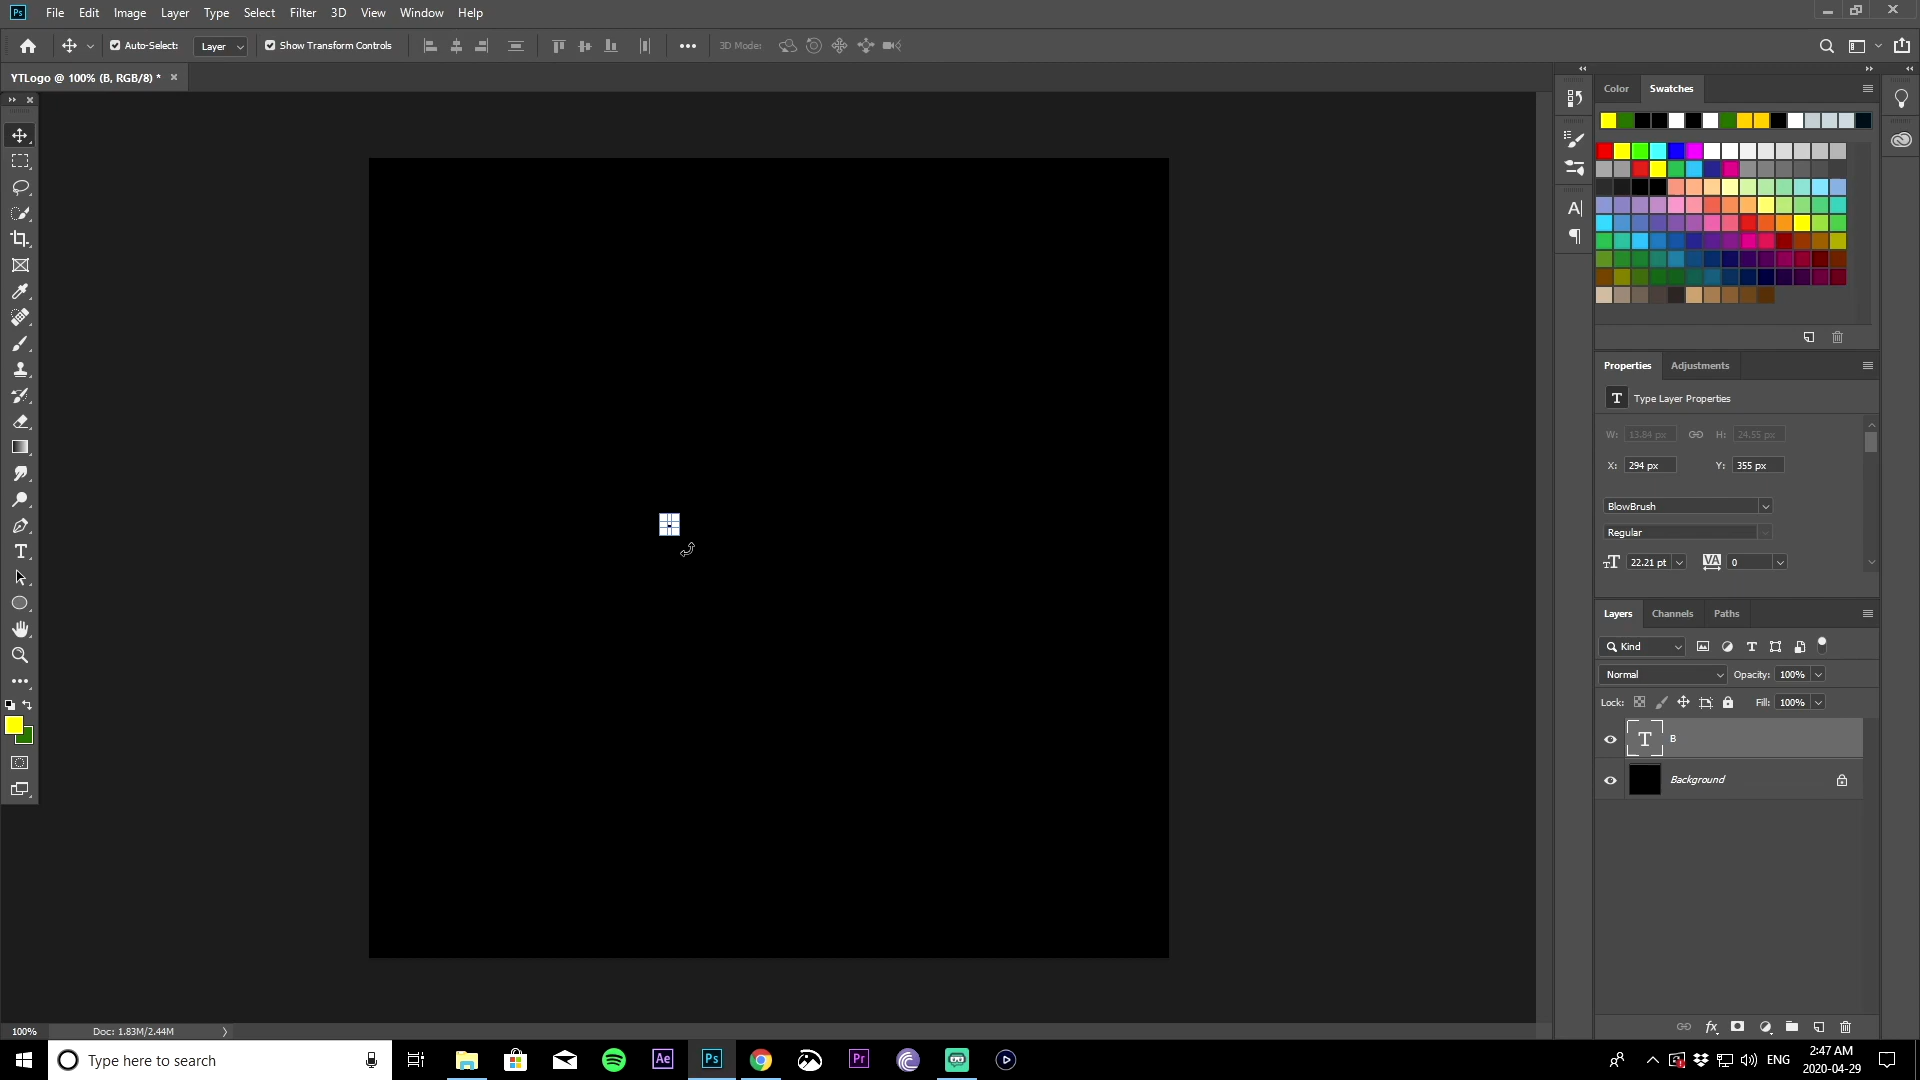 Ps File Edit Image Layer Type Select Filter 3D View Window Help
Auto-Select: Layer Show Transform Controls 3D Mode:
YTLogo @ 100% (B, RGB/8) *
Color Swatches
Properties Adjustments
T Type Layer Properties
W: 13.84 px H: 24.55 px
X: 294 px Y: 355 px
BlowBrush
Regular
22.21 pt VA 0
Layers Channels Paths
Kind
Normal Opacity: 100%
Lock: Fill: 100%
T B
Background
100% Doc: 1.83M/2.44M
Type here to search Ae Ps Pr ENG 2:47 AM
2020-04-29